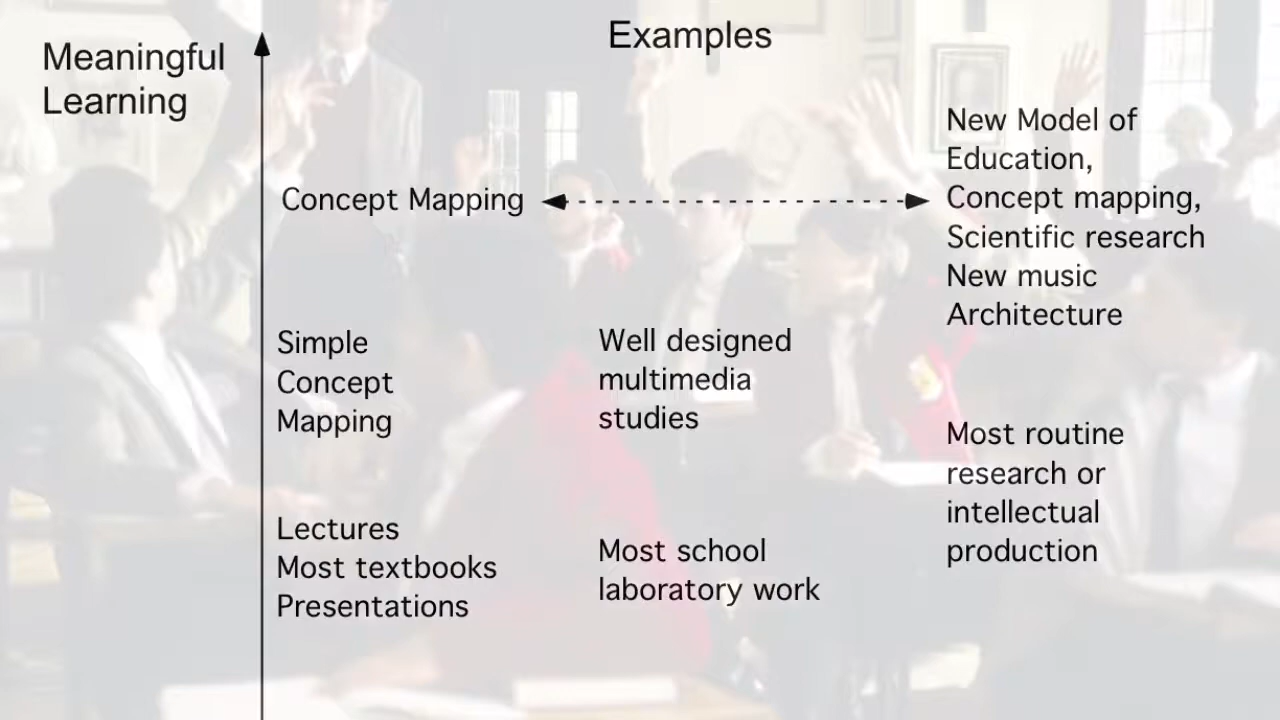 Meaningful
Learning
Examples
Concept Mapping
New Model of
Education,
Concept mapping,
Scientific research
New music
Architecture
Simple
Concept
Mapping
Well designed
multimedia
studies
Most routine
research or
intellectual
production
Lectures
Most textbooks
Presentations
Most school
laboratory work